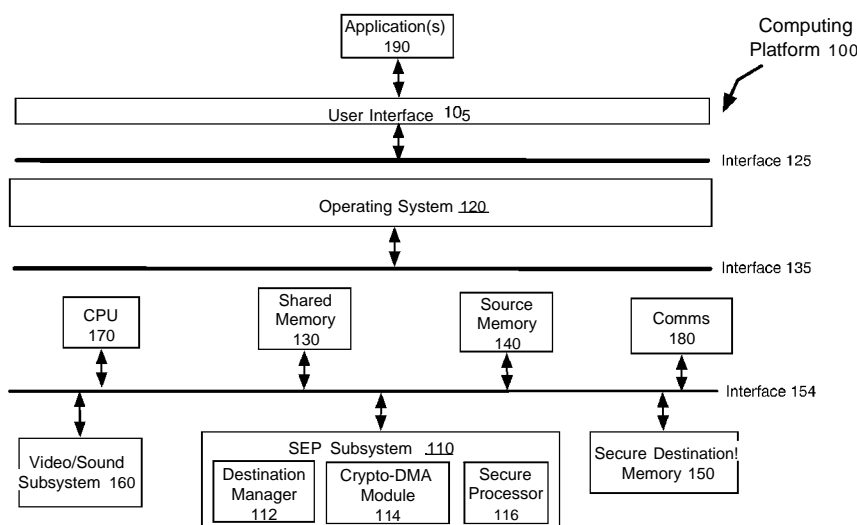 Application(s)
190
Computing
Platform 100
User Interface 105
Interface 125
Operating System 120
Interface 135
CPU
170
Shared
Memory
130
Source
Memory
140
Comms
180
Interface 154
Video/Sound
Subsystem 160
SEP Subsystem 110
Destination
Manager
112
Crypto-DMA
Module
114
Secure
Processor
116
Secure Destination!
Memory 150